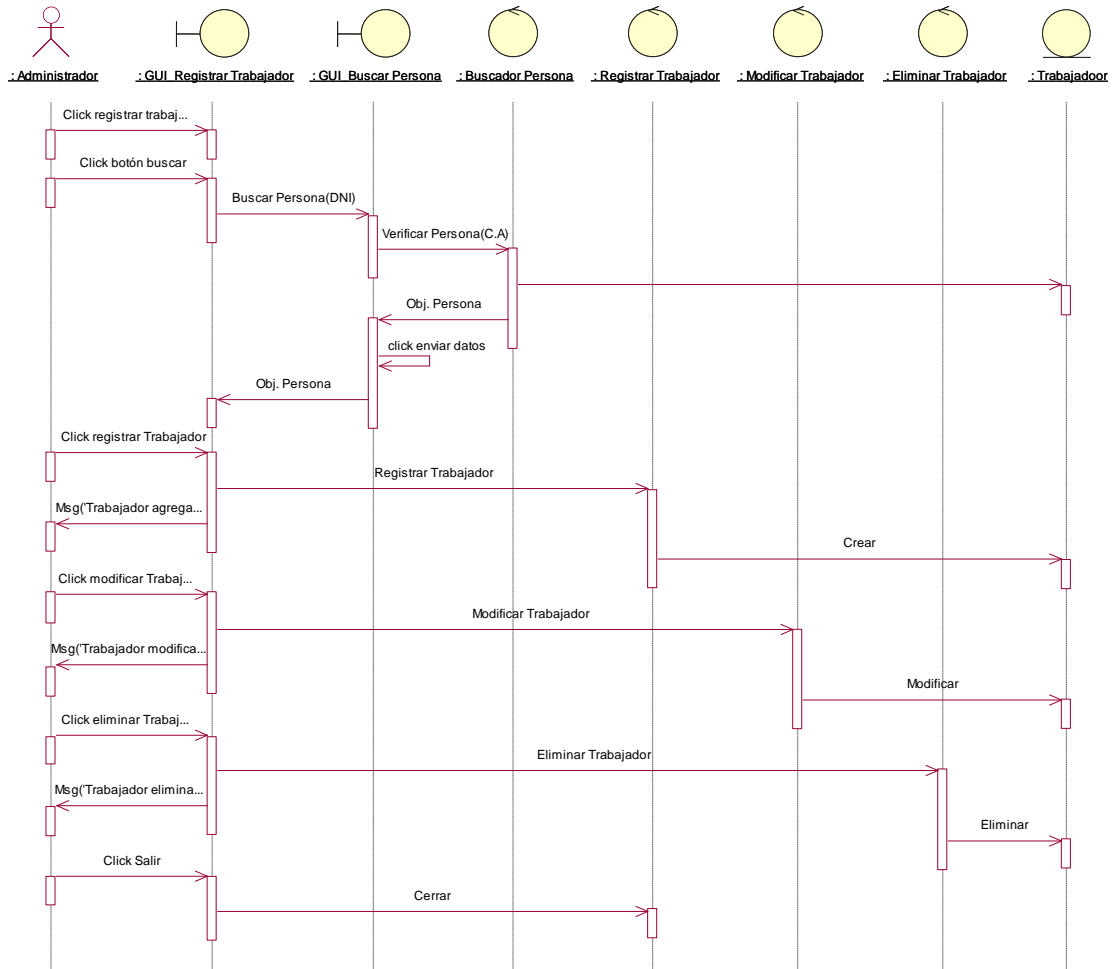 : Administrador
: GUI_Registrar Trabajador
: GUI_Buscar Persona
: Buscador Persona
: Registrar Trabajador
: Modificar Trabajador
: Eliminar Trabajador
: Trabajadoor
Click registrar trabaj...
Click botón buscar
Buscar Persona(DNI)
Verificar Persona(C.A)
Obj. Persona
click enviar datos
Obj. Persona
Click registrar Trabajador
Registrar Trabajador
Msg('Trabajador agrega...
Crear
Click modificar Trabaj...
Modificar Trabajador
Msg('Trabajador modifica...
Modificar
Click eliminar Trabaj...
Eliminar Trabajador
Msg('Trabajador elimina...
Eliminar
Click Salir
Cerrar